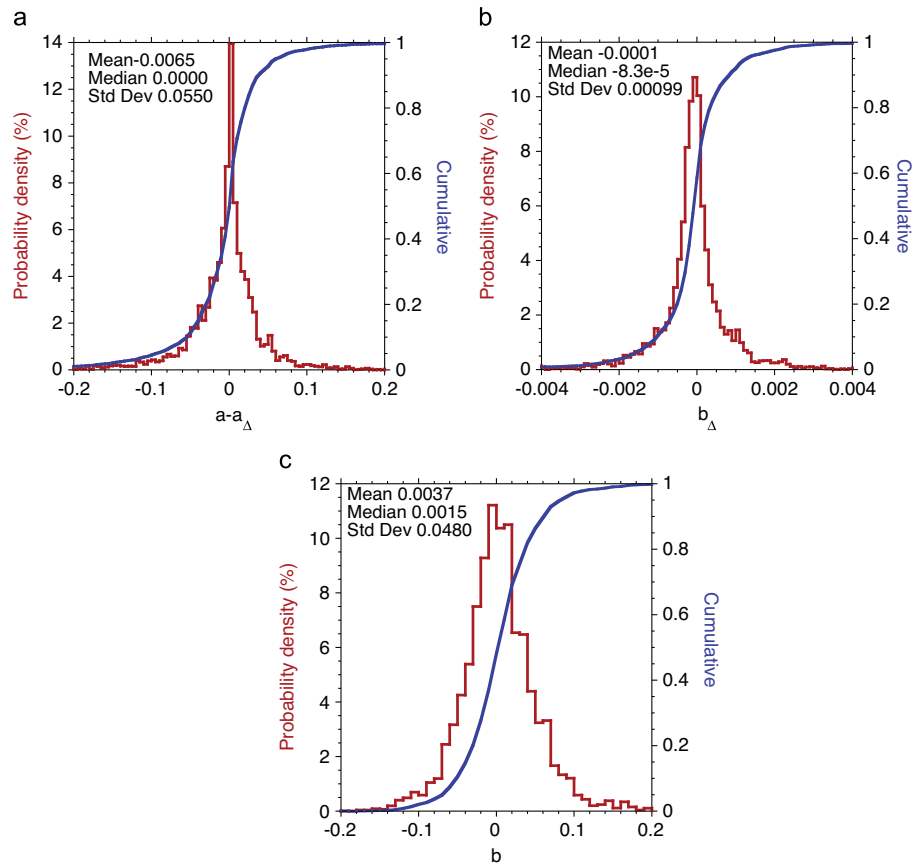 a
Mean-0.0065
Median 0.0000
Std Dev 0.0550
Probability density (%)
14
12
10
8
6
4
2
0
-0.2
-0.1
0
0.1
0.2
a-a Δ
1
0.8
0.6
0.4
0.2
0
Cumulative
b
Mean -0.0001
Median -8.3e-5
Std Dev 0.00099
Probability density (%)
12
10
8
6
4
2
0
-0.004
-0.002
0
0.002
0.004
b Δ
1
0.8
0.6
0.4
0.2
0
Cumulative
c
Mean 0.0037
Median 0.0015
Std Dev 0.0480
Probability density (%)
12
10
8
6
4
2
0
-0.2
-0.1
0
0.1
0.2
b
1
0.8
0.6
0.4
0.2
0
Cumulative